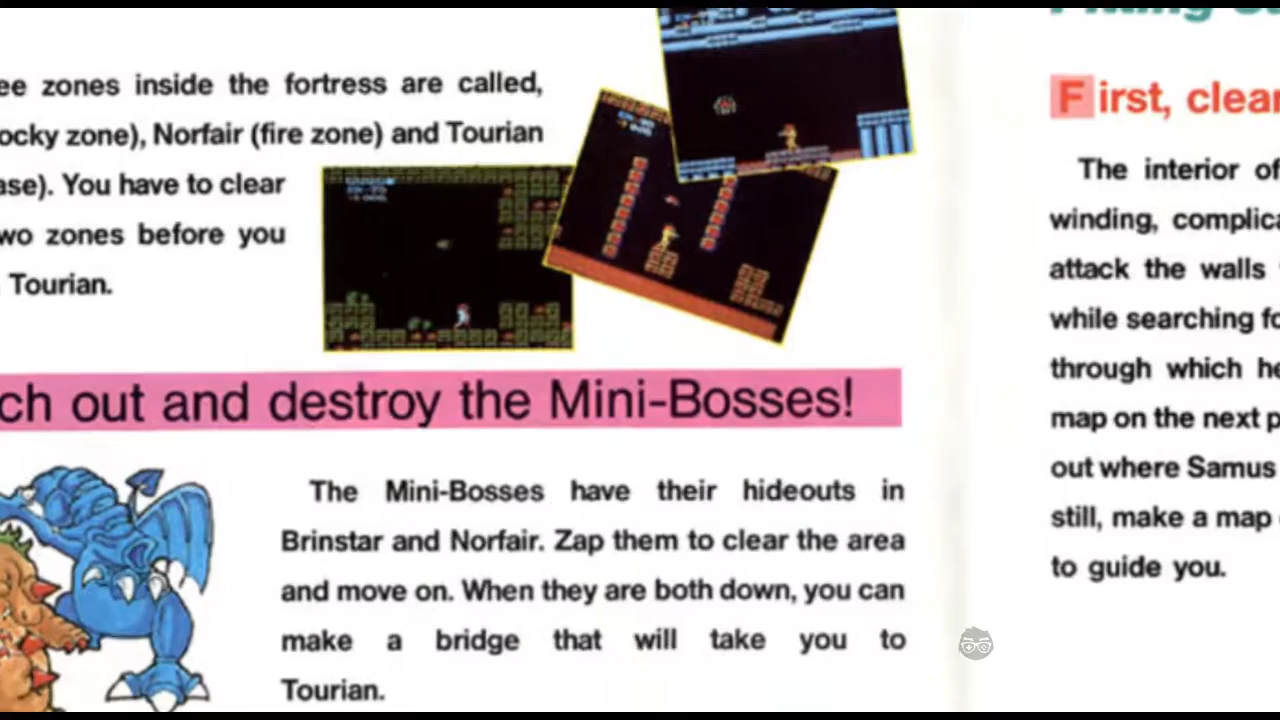 ee zones inside the fortress are called,
ocky zone), Norfair (fire zone) and Tourian
ase). You have to clear
wo zones before you
Tourian.
ch out and destroy the Mini-Bosses!
The Mini-Bosses have their hideouts in
Brinstar and Norfair. Zap them to clear the area
and move on. When they are both down, you can
make a bridge that will take you to
Tourian.
First, clear
The interior of
winding, complica
attack the walls
while searching fo
through which he
map on the next p
out where Samus
still, make a map
to guide you.